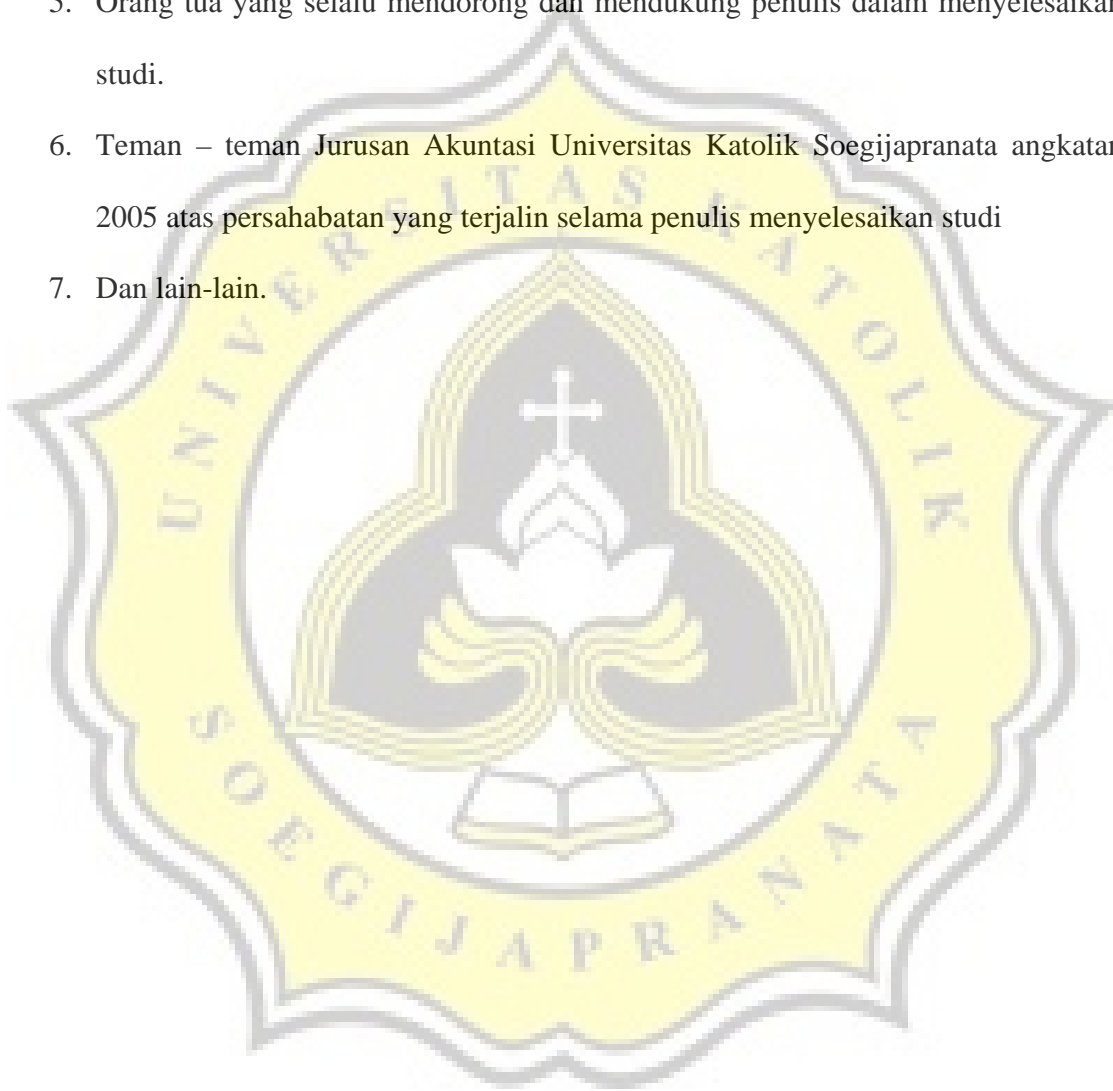 5. Orang tua yang selalu mendorong dan mendukung penulis dalam menyelesaikan
studi.
6. Teman – teman Jurusan Akuntasi Universitas Katolik Soegijapranata angkatan
2005 atas persahabatan yang terjalin selama penulis menyelesaikan studi
7. Dan lain-lain.
UNIVERSITAS KATOLIK
SOEGIJAPRANATA